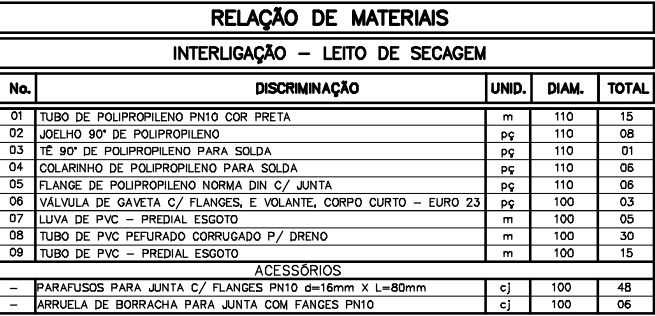 RELAÇÃO DE MATERIAIS
INTERLIGAÇÃO – LEITO DE SECAGEM
No. DISCRIMINAÇÃO UNID. DIAM. TOTAL
01 TUBO DE POLIPROPILENO PN10 COR PRETA m 110 15
02 JOELHO 90° DE POLIPROPILENO pç 110 08
03 TÊ 90° DE POLIPROPILENO PARA SOLDA pç 110 01
04 COLARINHO DE POLIPROPILENO PARA SOLDA pç 110 06
05 FLANGE DE POLIPROPILENO NORMA DIN C/ JUNTA pç 110 06
06 VÁLVULA DE GAVETA C/ FLANGES, E VOLANTE, CORPO CURTO – EURO 23 pç 100 03
07 LUVA DE PVC – PREDIAL ESGOTO m 100 05
08 TUBO DE PVC PEFURADO CORRUGADO P/ DRENO m 100 30
09 TUBO DE PVC – PREDIAL ESGOTO m 100 15
ACESSÓRIOS
– PARAFUSOS PARA JUNTA C/ FLANGES PN10 d=16mm X L=80mm cj 100 48
– ARRUELA DE BORRACHA PARA JUNTA COM FANGES PN10 cj 100 06